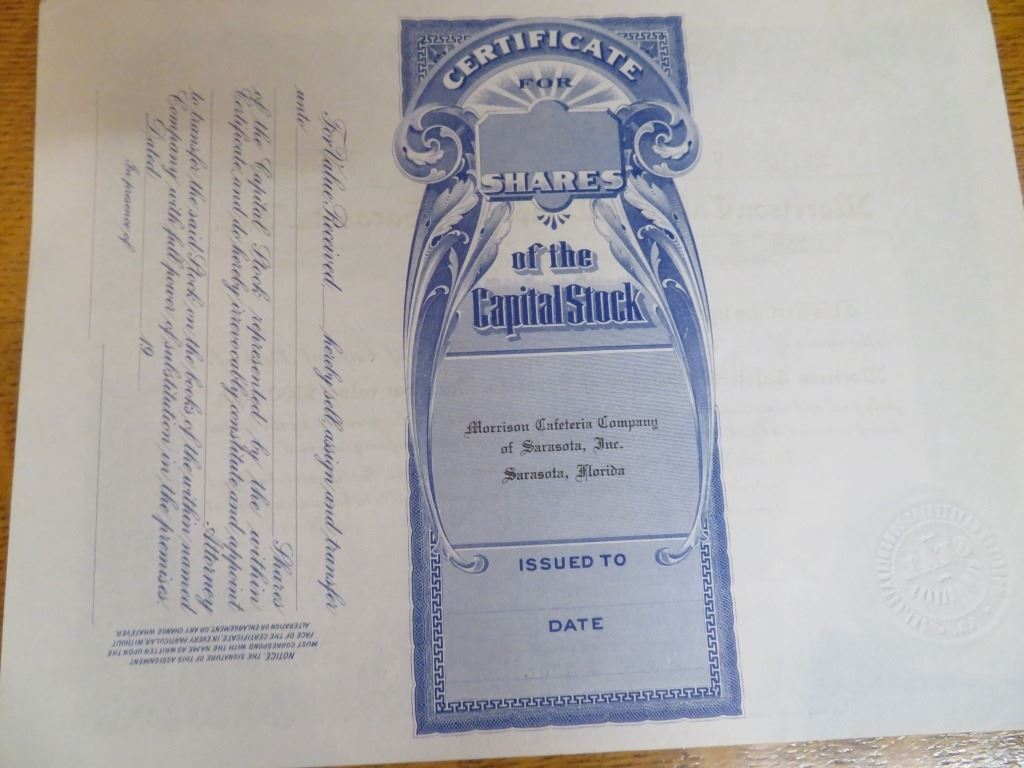 CERTIFICATE
FOR
SHARES
of the
Capital Stock
Morrison Cafeteria Company
of Sarasota, Inc.
Sarasota, Florida
ISSUED TO
DATE
For Value Received, hereby sell, assign and transfer
unto
Shares
of the Capital Stock represented by the within
Certificate, and do hereby irrevocably constitute and appoint
Attorney
to transfer the said Stock on the books of the within named
Company with full power of substitution in the premises.
Dated 19
In presence of
NOTICE. THE SIGNATURE OF THIS ASSIGNMENT
MUST CORRESPOND WITH THE NAME AS WRITTEN UPON THE
FACE OF THE CERTIFICATE, IN EVERY PARTICULAR, WITHOUT
ALTERATION OR ENLARGEMENT, OR ANY CHANGE WHATEVER.